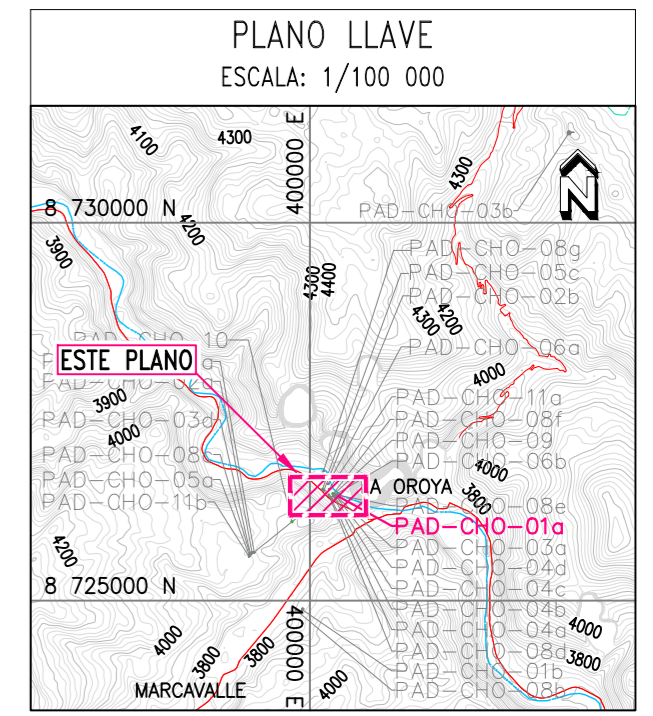 PLANO LLAVE
ESCALA: 1/100 000
4100
4300
400000 E
4300
N
8 730000 N
PAD-CHO-03b
4200
3900
PAD-CHO-08g
4300
4400
PAD-CHO-05c
PAD-CHO-02b
4200
4300
PAD-CHO-10
PAD-CHO-06a
ESTE PLANO
4000
3900
PAD-CHO-11a
PAD-CHO-03d
PAD-CHO-08f
4000
PAD-CHO-09
PAD-CHO-06b
4000
PAD-CHO-05a
A OROYA
3800
PAD-CHO-11b
PAD-CHO-08e
PAD-CHO-01a
PAD-CHO-03a
4200
PAD-CHO-04d
8 725000 N
PAD-CHO-04c
PAD-CHO-04b
400000 E
PAD-CHO-04a
4000
4000
3800
3800
PAD-CHO-08d
3800
PAD-CHO-01b
MARCAVALLE
4000
PAD-CHO-08b